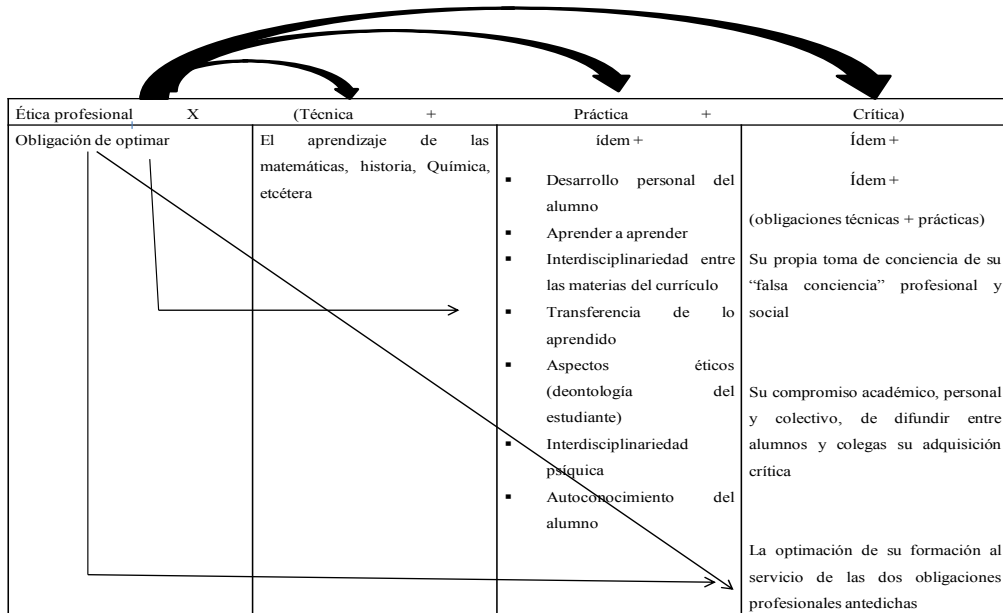 Ética profesional X (Técnica + Práctica + Crítica)
Obligación de optimar
El aprendizaje de las
matemáticas, historia, Química,
etcétera
ídem +
▪ Desarrollo personal del
alumno
▪ Aprender a aprender
▪ Interdisciplinariedad entre
las materias del currículo
▪ Transferencia de lo
aprendido
▪ Aspectos éticos
(deontología del
estudiante)
▪ Interdisciplinariedad
psíquica
▪ Autoconocimiento del
alumno
Ídem +
Ídem +
(obligaciones técnicas + prácticas)
Su propia toma de conciencia de su
“falsa conciencia” profesional y
social
Su compromiso académico, personal
y colectivo, de difundir entre
alumnos y colegas su adquisición
crítica
La optimación de su formación al
servicio de las dos obligaciones
profesionales antedichas